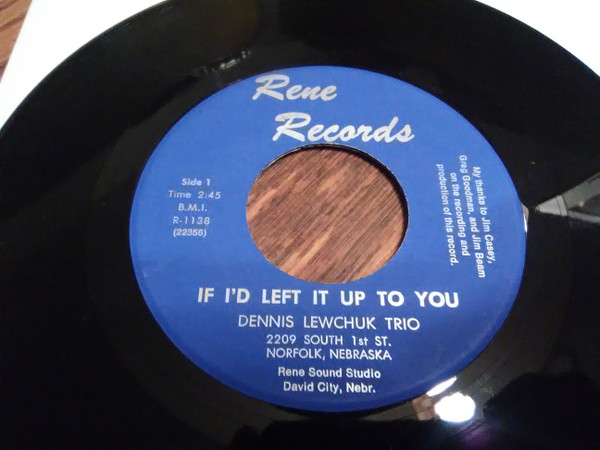 Rene
Records
Side 1
Time 2:45
B.M.I.
R-1138
(22356)
My thanks to Jim Casey,
Greg Goodman, and Jim Beam
on the recording and
production of this record.
IF I'D LEFT IT UP TO YOU
DENNIS LEWCHUK TRIO
2209 SOUTH 1st ST.
NORFOLK, NEBRASKA
Rene Sound Studio
David City, Nebr.